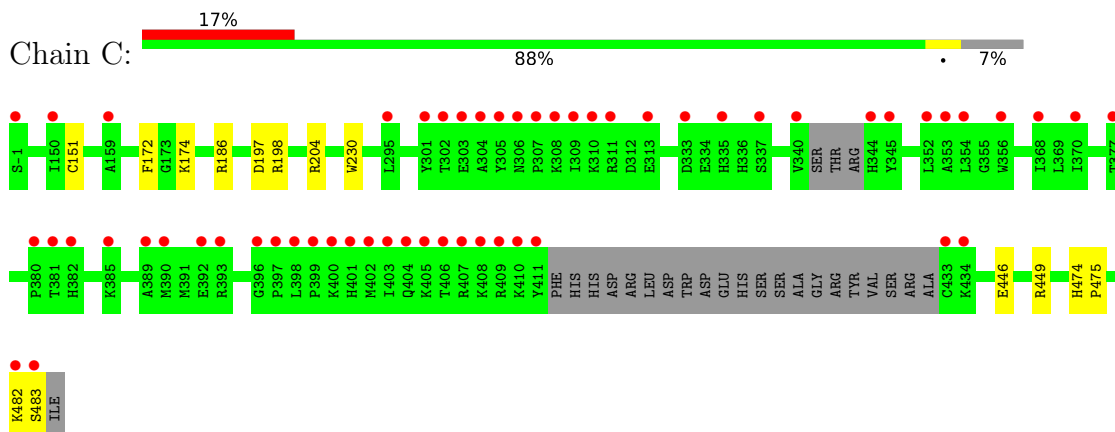 17%
Chain C:
88% • 7%
S-1 I150 C151 A159 F172 G173 K174 R186 D197 R198 R204 W230 L295 Y301 T302 E303 A304 Y305 N306 P307 K308 I309 K310 R311 D312 E313 D333 E334 H335 H336 S337 V340 SER THR ARG H344 Y345 L352 A353 L354 G355 W356 I368 L369 I370 T377
P380 T381 H382 K385 A389 M390 M391 E392 R393 G396 P397 L398 P399 K400 H401 M402 I403 Q404 K405 T406 R407 K408 R409 K410 Y411 PHE HIS HIS ASP ARG LEU ASP TRP ASP GLU HIS SER SER ALA GLY ARG TYR VAL SER ARG ALA C433 K434 E446 R449 H474 P475
K482 S483 ILE